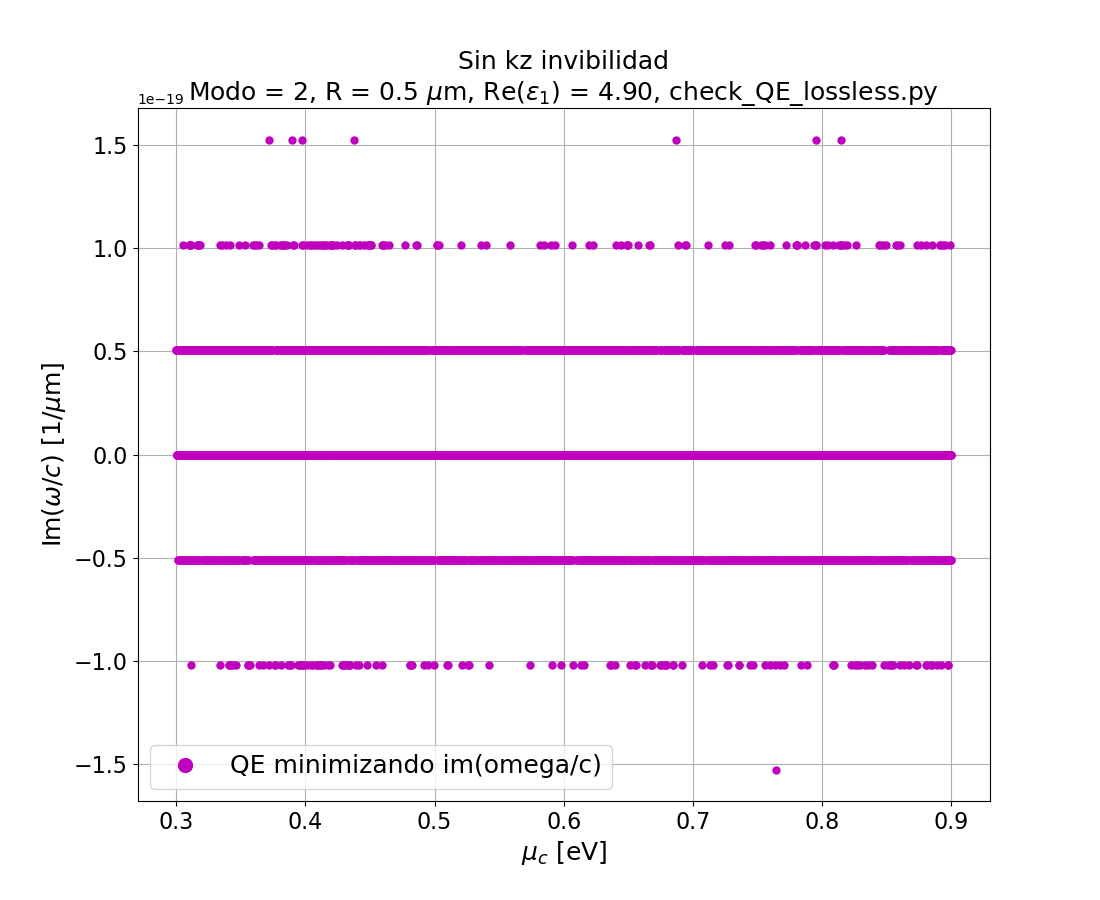 Sin kz invibilidad
Modo = 2, R = 0.5 μm, Re(ε₁) = 4.90, check_QE_lossless.py
1e−19
1.5
1.0
0.5
0.0
−0.5
−1.0
−1.5
Im(ω/c) [1/μm]
QE minimizando im(omega/c)
0.3 0.4 0.5 0.6 0.7 0.8 0.9
μ_c [eV]